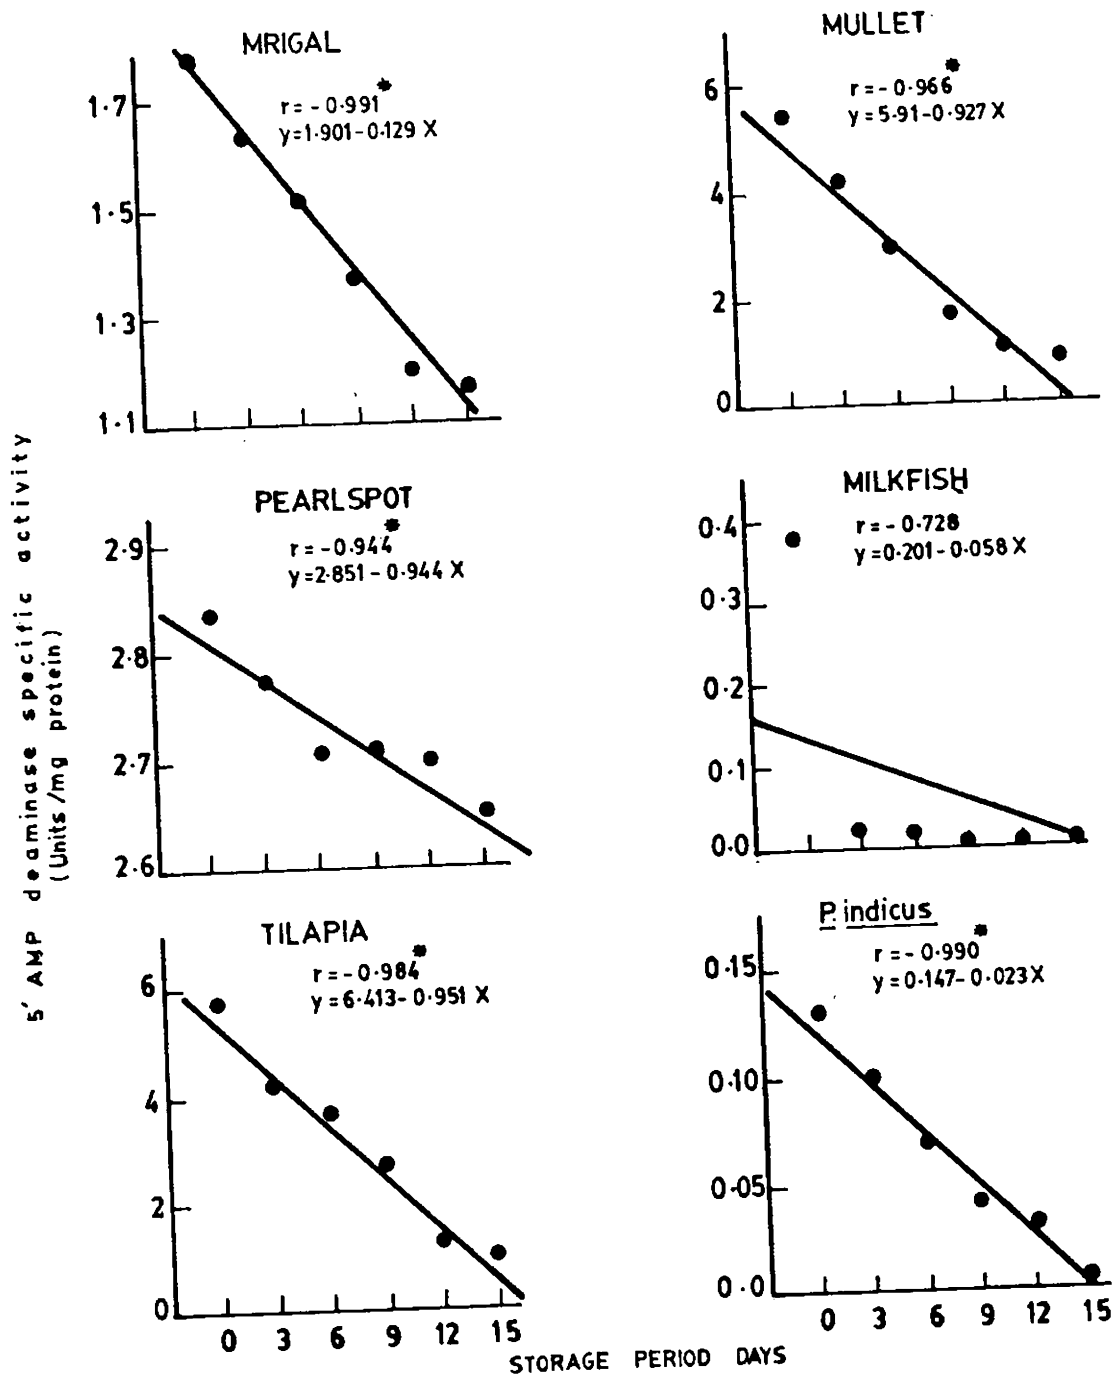 MRIGAL
r = - 0·991*
y=1·901-0·129 X
1·7
1·5
1·3
1·1
MULLET
r = - 0·966*
y = 5·91-0·927 X
6
4
2
0
PEARLSPOT
r = -0·944*
y =2·851-0·944 X
2·9
2·8
2·7
2·6
MILKFISH
r = - 0·728
y=0·201-0·058 X
0·4
0·3
0·2
0·1
0·0
TILAPIA
r = -0·984*
y = 6·413-0·951 X
6
4
2
0
0 3 6 9 12 15
P. indicus
r = - 0·990*
y = 0·147-0·023X
0·15
0·10
0·05
0·0
0 3 6 9 12 15
STORAGE PERIOD DAYS
5' AMP deaminase specific activity
(Units/mg protein)